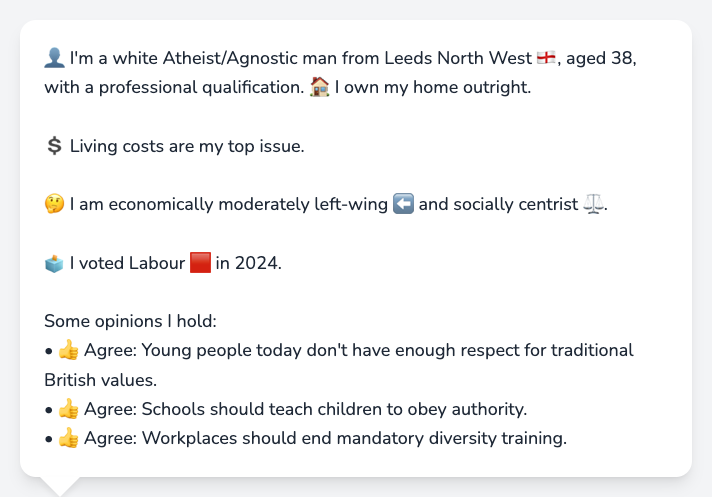 👤 I'm a white Atheist/Agnostic man from Leeds North West 🏴󠁧󠁢󠁥󠁮󠁧󠁿, aged 38,
with a professional qualification. 🏠 I own my home outright.
💲 Living costs are my top issue.
🤔 I am economically moderately left-wing ⬅️ and socially centrist ⚖️.
🗳️ I voted Labour 🟥 in 2024.
Some opinions I hold:
• 👍 Agree: Young people today don't have enough respect for traditional
British values.
• 👍 Agree: Schools should teach children to obey authority.
• 👍 Agree: Workplaces should end mandatory diversity training.